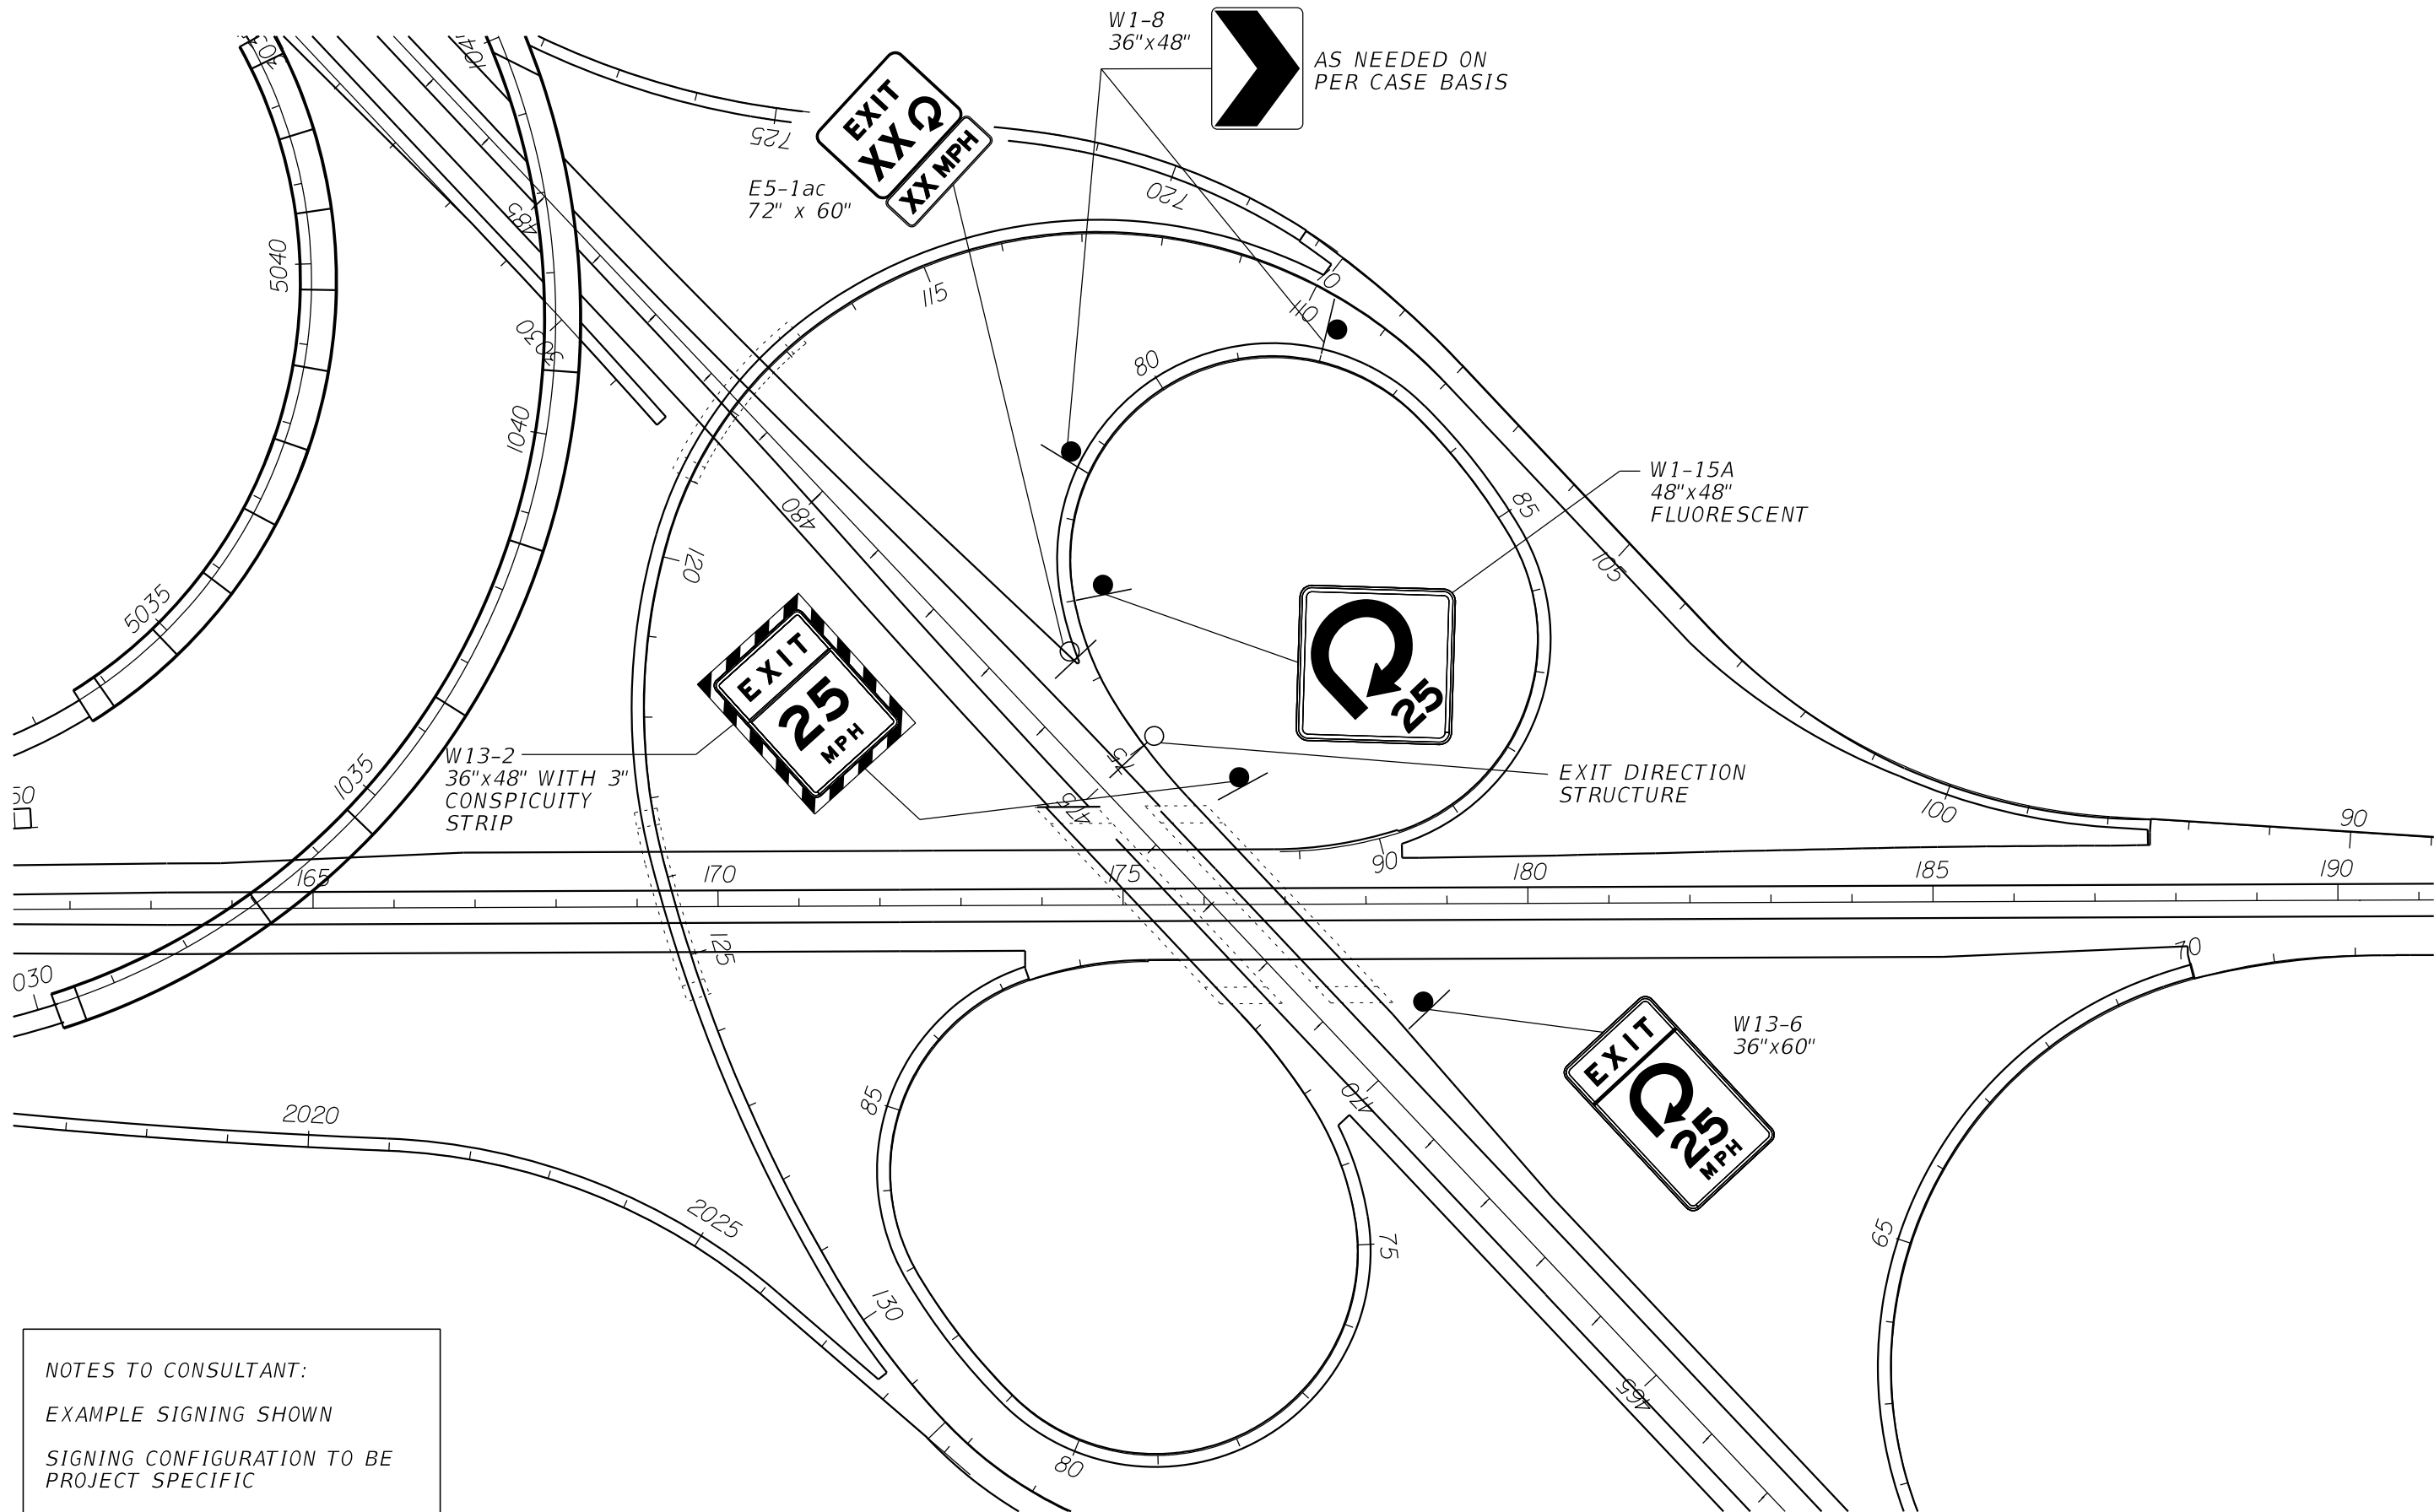 W1-8
36"x48"
AS NEEDED ON
PER CASE BASIS
EXIT
XX
XX MPH
E5-1ac
72" x 60"
725
720
110
115
80
485
5040
1040
480
120
85
105
W1-15A
48"x48"
FLUORESCENT
25
EXIT
25
MPH
W13-2
36"x48" WITH 3"
CONSPICUITY
STRIP
EXIT DIRECTION
STRUCTURE
5035
1035
475
50
100
90
90
165
170
175
180
185
190
125
70
030
W13-6
36"x60"
EXIT
25
MPH
470
85
2020
2025
75
65
130
465
80
NOTES TO CONSULTANT:
EXAMPLE SIGNING SHOWN
SIGNING CONFIGURATION TO BE
PROJECT SPECIFIC